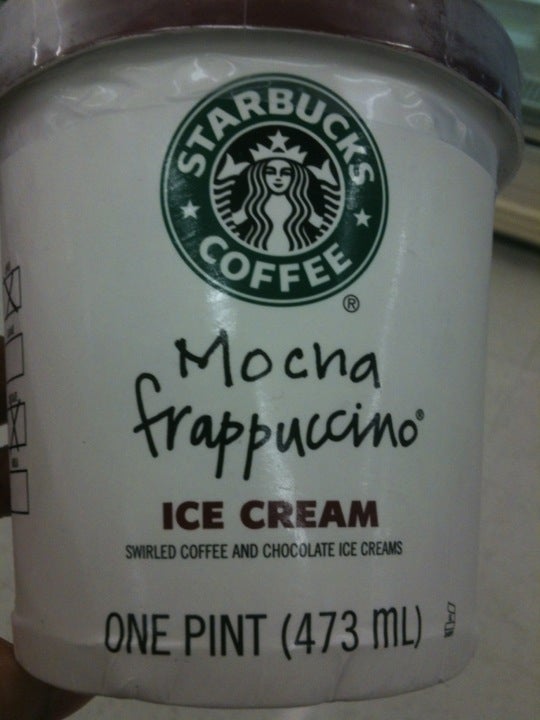 STARBUCKS
COFFEE
®
Mocha
frappuccino®
ICE CREAM
SWIRLED COFFEE AND CHOCOLATE ICE CREAMS
ONE PINT (473 mL)